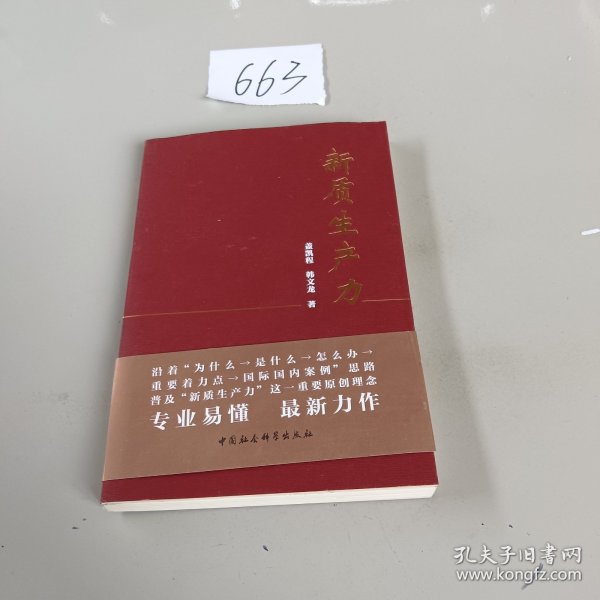 663
新质生产力
盖凯程 韩文龙 著
沿着“为什么→是什么→怎么办→
重要着力点→国际国内案例”思路
普及“新质生产力”这一重要原创理念
专业易懂 最新力作
中国社会科学出版社
孔夫子旧书网
www.kongfz.com